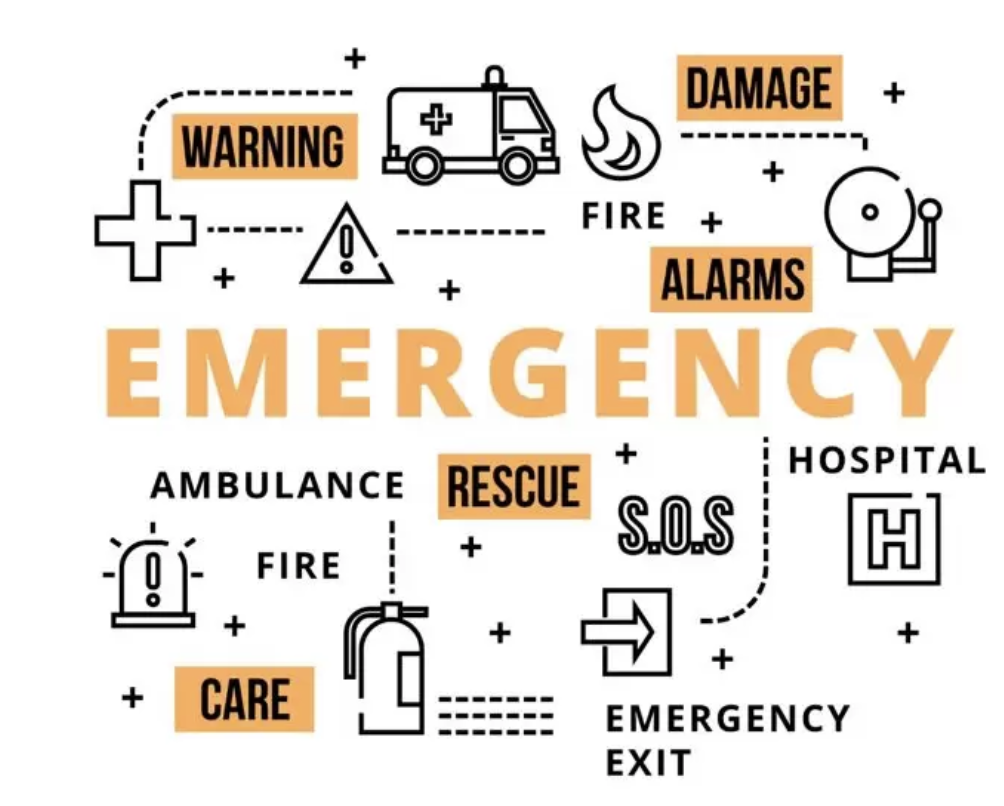 DAMAGE
WARNING
FIRE
ALARMS
EMERGENCY
HOSPITAL
AMBULANCE
RESCUE
S.O.S
H
FIRE
CARE
EMERGENCY
EXIT